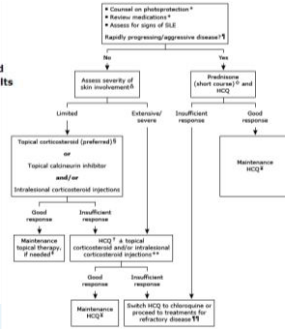 • Counsel on photoprotection*
• Review medications*
• Assess for signs of SLE
Rapidly progressing/aggressive disease?¶
No
Yes
Assess severity of
skin involvementΔ
Prednisone
(short course)◊ and
HCQ
Limited
Extensive/
severe
Insufficient
response
Good
response
Topical corticosteroid (preferred)§
or
Topical calcineurin inhibitor
and/or
Intralesional corticosteroid injections
Maintenance
HCQ¥
Good
response
Insufficient
response
Maintenance
topical therapy,
if needed‡
HCQ† ± topical
corticosteroid and/or intralesional
corticosteroid injections**
Good
response
Insufficient
response
Maintenance
HCQ¥
Switch HCQ to chloroquine or
proceed to treatments for
refractory disease¶¶